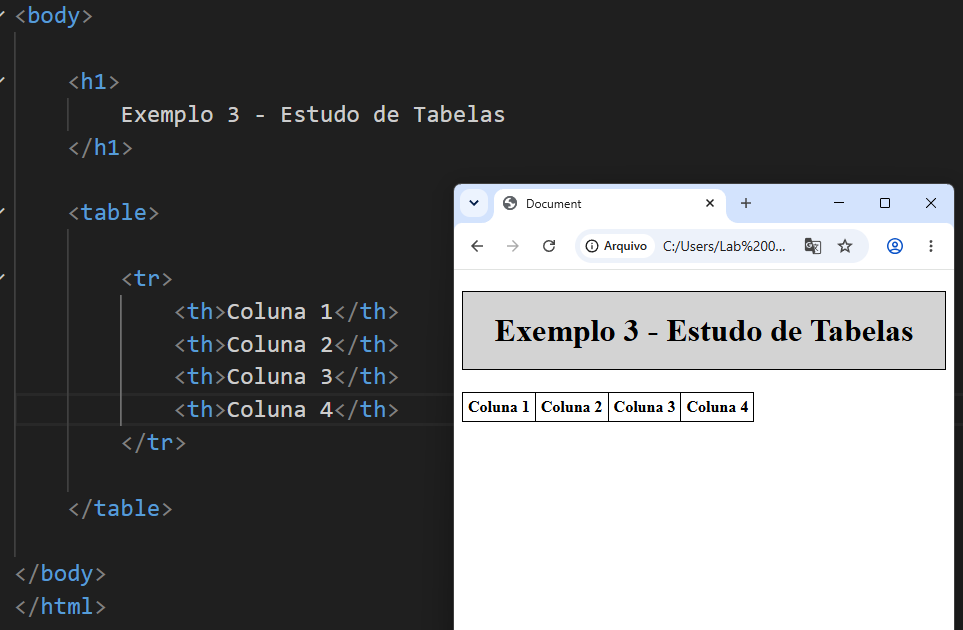 <body>
<h1>
Exemplo 3 - Estudo de Tabelas
</h1>
<table>
<tr>
<th>Coluna 1</th>
<th>Coluna 2</th>
<th>Coluna 3</th>
<th>Coluna 4</th>
</tr>
</table>
</body>
</html>
Document
Arquivo C:/Users/Lab%200...
Exemplo 3 - Estudo de Tabelas
Coluna 1 Coluna 2 Coluna 3 Coluna 4